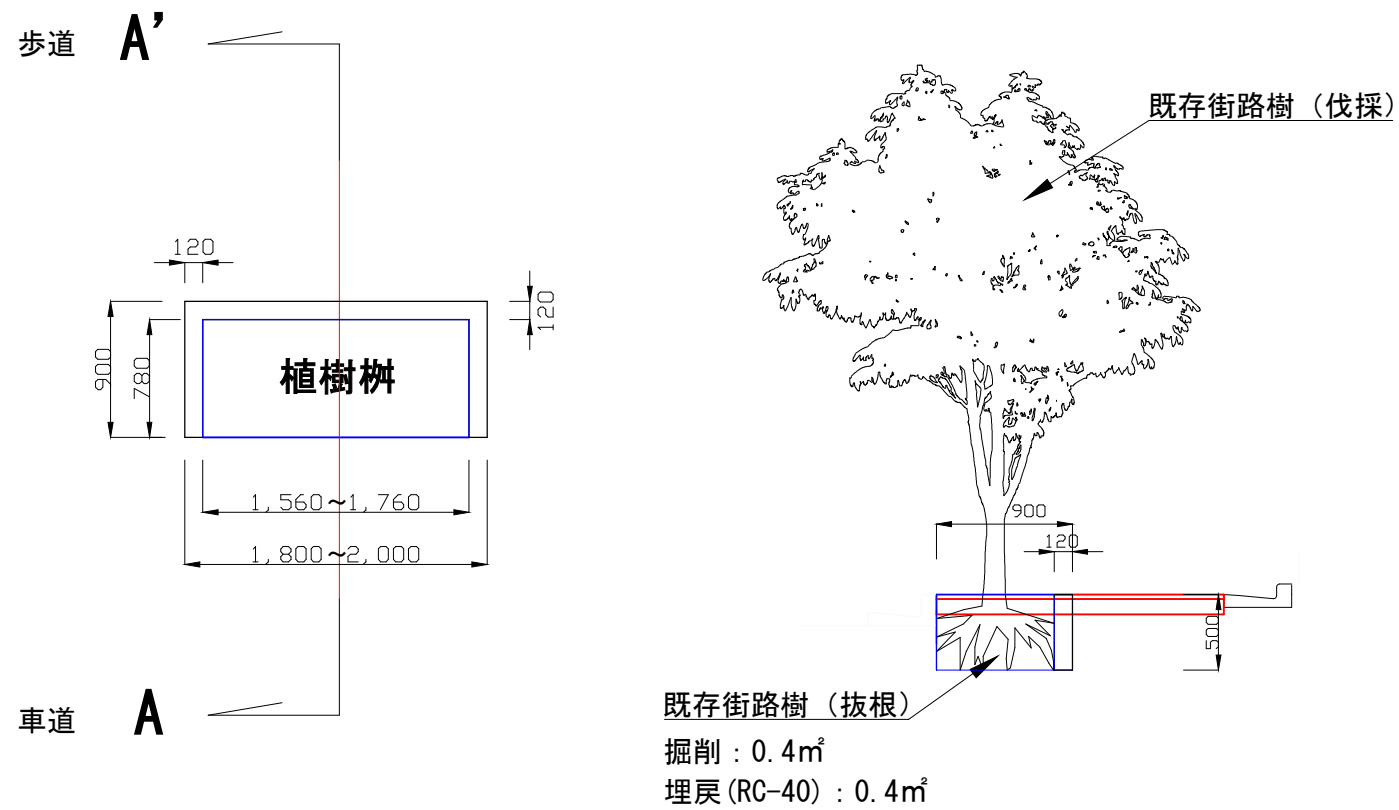 歩道 A’
既存街路樹（伐採）
120
120
900
780
植樹桝
1,560～1,760
1,800～2,000
900
120
500
車道 A
既存街路樹（抜根）
掘削：0.4㎡
埋戻(RC-40)：0.4㎡